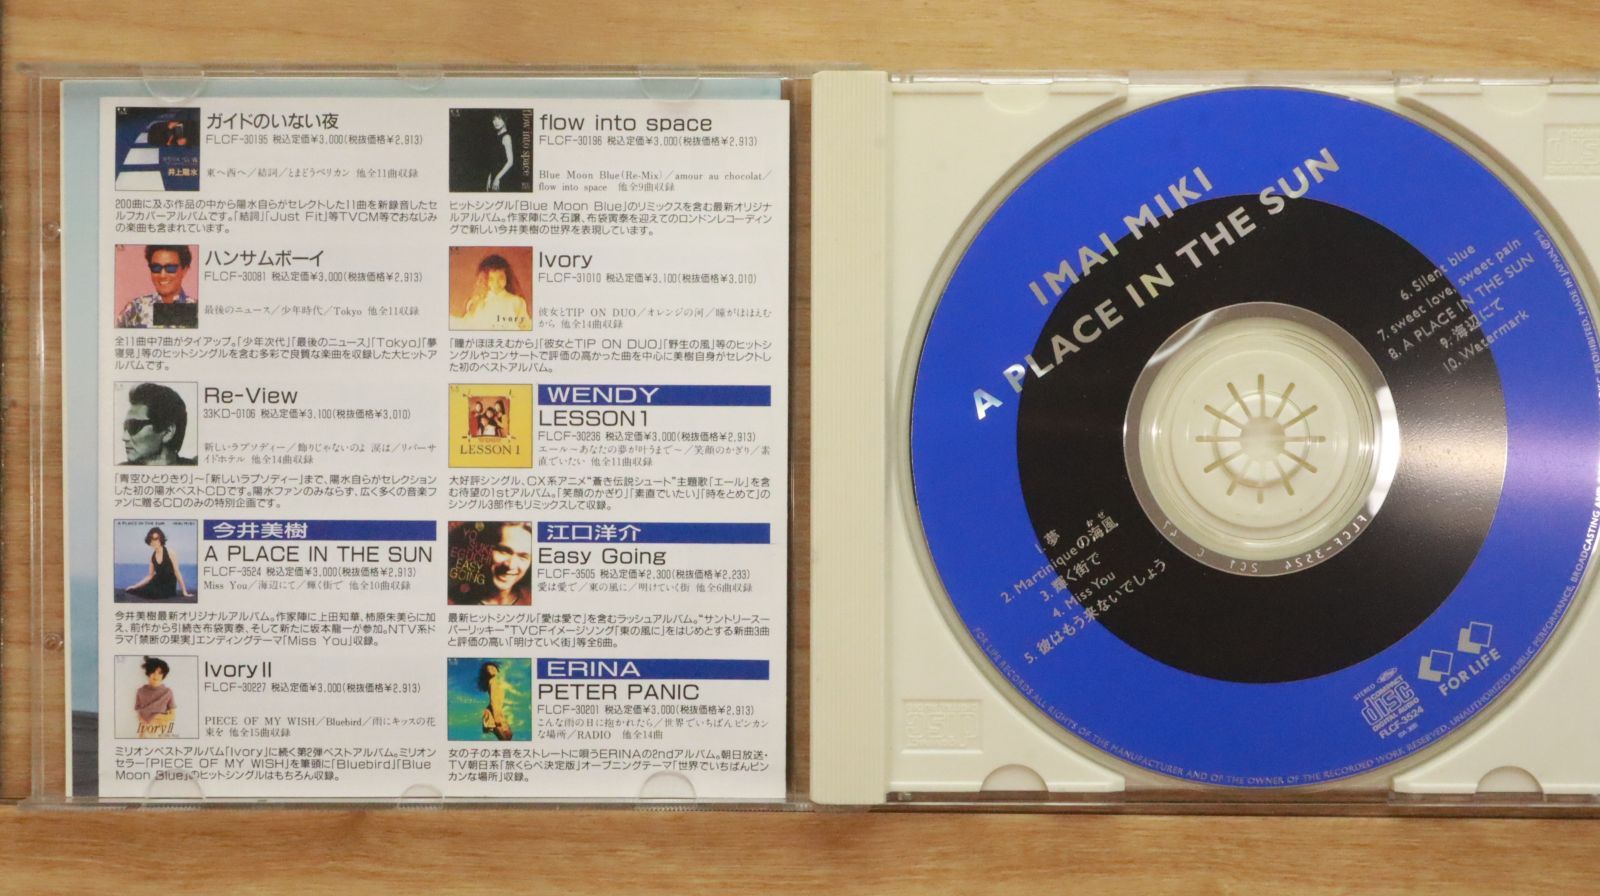 ガイドのいない夜
FLCF-30195 税込定価¥3,000(税抜価格¥2,913)
東へ西へ／結詞／とまどうペリカン 他全11曲収録
200曲に及ぶ作品の中から陽水自らがセレクトした11曲を新録音したセ
ルフカバーアルバムです。「結詞」「Just Fit」等TVCM等でおなじみ
の楽曲も含まれています。
ハンサムボーイ
FLCF-30081 税込定価¥3,000(税抜価格¥2,913)
最後のニュース／少年時代／Tokyo 他全11収録
全11曲中7曲がタイアップ。「少年次代」「最後のニュース」「Tokyo」「夢
寝見」等のヒットシングルを含む多彩で良質な楽曲を収録した大ヒットア
ルバムです。
Re-View
33KD-0106 税込定価¥3,100(税抜価格¥3,010)
新しいラプソディー／飾りじゃないのよ 涙は／リバーサ
イドホテル 他全14曲収録
「青空ひとりきり」〜「新しいラプソディー」まで、陽水自らがセレクション
した初の陽水ベストCDです。陽水ファンのみならず、広く多くの音楽フ
ァンに贈るCDのみの特別企画です。
今井美樹
A PLACE IN THE SUN
FLCF-3524 税込定価¥3,000(税抜価格¥2,913)
Miss You／海辺にて／輝く街で 他全10曲収録
今井美樹最新オリジナルアルバム。作家陣に上田知華、柿原朱美らに加
え、前作から引続き布袋寅泰、そして新たに坂本龍一が参加。NTV系ド
ラマ「禁断の果実」エンディングテーマ「Miss You」収録。
IvoryⅡ
FLCF-30227 税込定価¥3,000(税抜価格¥2,913)
PIECE OF MY WISH／Bluebird／雨にキッスの花
束を 他全15曲収録
ミリオンベストアルバム「Ivory」に続く第2弾ベストアルバム。ミリオン
セラー「PIECE OF MY WISH」を筆頭に「Bluebird」「Blue
Moon Blue」のヒットシングルはもちろん収録。
flow into space
FLCF-30196 税込定価¥3,000(税抜価格¥2,913)
Blue Moon Blue(Re-Mix)／amour au chocolat／
flow into space 他全9曲収録
ヒットシングル「Blue Moon Blue」のリミックスを含む最新オリジ
ナルアルバム。作家陣に久石譲、布袋寅泰を迎えてのロンドンレコーディ
ングで新しい今井美樹の世界を表現しています。
Ivory
FLCF-31010 税込定価¥3,100(税抜価格¥3,010)
彼女とTIP ON DUO／オレンジの河／瞳がほほえむ
から 他全14曲収録
「瞳がほほえむから」「彼女とTIP ON DUO」「野生の風」等のヒットシ
ングルやコンサートで評価の高かった曲を中心に美樹自身がセレクトし
た初のベストアルバム。
WENDY
LESSON1
FLCF-30236 税込定価¥3,000(税抜価格¥2,913)
エール〜あなたの夢が叶うまで〜／笑顔のかぎり／素
直でいたい 他全11曲収録
大好評シングル、CX系アニメ“蒼き伝説シュート”主題歌「エール」を含
む待望の1stアルバム。「笑顔のかぎり」「素直でいたい」「時をとめて」の
シングル3部作もリミックスして収録。
WENDY
LESSON 1
江口洋介
Easy Going
FLCF-3505 税込定価¥2,300(税抜価格¥2,233)
愛は愛で／東の風に／明けていく街 他全6曲収録
最新ヒットシングル「愛は愛で」を含むラッシュアルバム。“サントリースー
パーリッキー”TVCFイメージソング「東の風に」をはじめとする新曲3曲
と評価の高い「明けていく街」等全6曲。
ERINA
PETER PANIC
FLCF-30201 税込定価¥3,000(税抜価格¥2,913)
こんな雨の日に抱かれたら／世界でいちばんピンカン
な場所／RADIO 他全14曲
女の子の本音をストレートに唄うERINAの2ndアルバム。朝日放送・
TV朝日系「旅くらべ決定版」オープニングテーマ「世界でいちばんピン
カンな場所」収録。
IMAI MIKI
A PLACE IN THE SUN
1. 夢
2. Martiniqueの海風
かぜ
3. 輝く街で
4. Miss You
5. 彼はもう来ないでしょう
6. Silent blue
7. sweet love, sweet pain
8. A PLACE IN THE SUN
9. 海辺にて
10. Watermark
FOR LIFE
STEREO
COMPACT
disc
DIGITAL AUDIO
FLCF-3524
FOR LIFE RECORDS ALL RIGHTS OF THE MANUFACTURER AND OF THE OWNER OF THE RECORDED WORK RESERVED. UNAUTHORIZED PUBLIC PERFORMANCE, BROADCASTING AND
PROHIBITED. MADE IN JAPAN